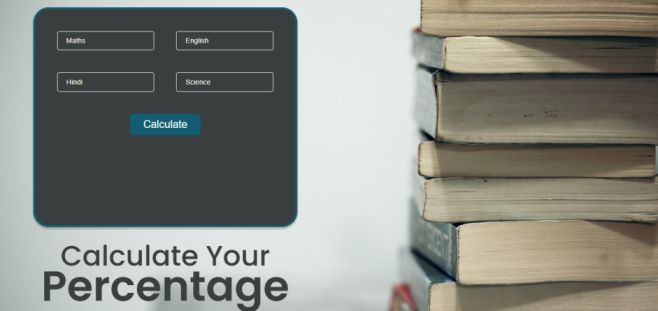 Maths English
Hindi Science
Calculate
Calculate Your
Percentage